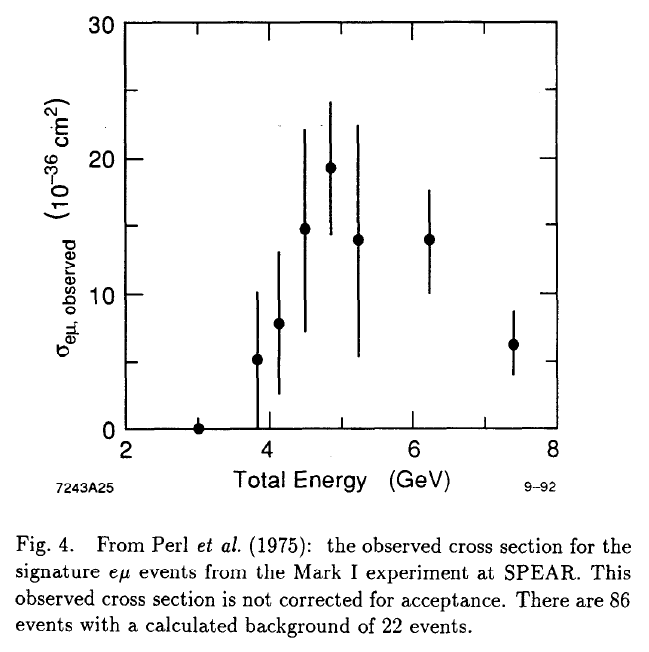 30
20
10
0
σeμ, observed (10−36 cm2)
2 4 6 8
Total Energy (GeV)
7243A25
9–92
Fig. 4. From Perl et al. (1975): the observed cross section for the
signature eμ events from the Mark I experiment at SPEAR. This
observed cross section is not corrected for acceptance. There are 86
events with a calculated background of 22 events.